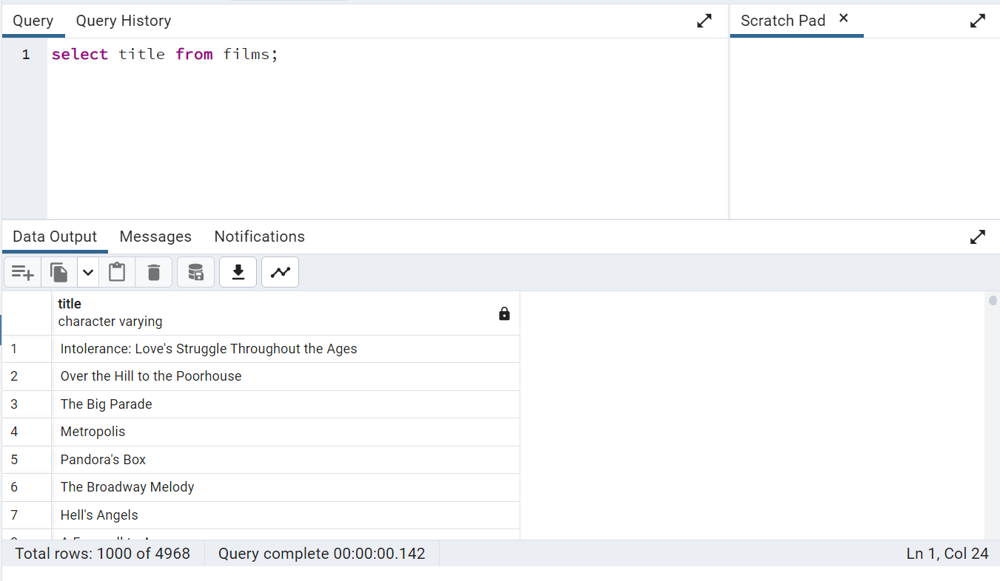 Query Query History Scratch Pad ×
1 select title from films;
Data Output Messages Notifications
title
character varying
1 Intolerance: Love's Struggle Throughout the Ages
2 Over the Hill to the Poorhouse
3 The Big Parade
4 Metropolis
5 Pandora's Box
6 The Broadway Melody
7 Hell's Angels
Total rows: 1000 of 4968 Query complete 00:00:00.142 Ln 1, Col 24